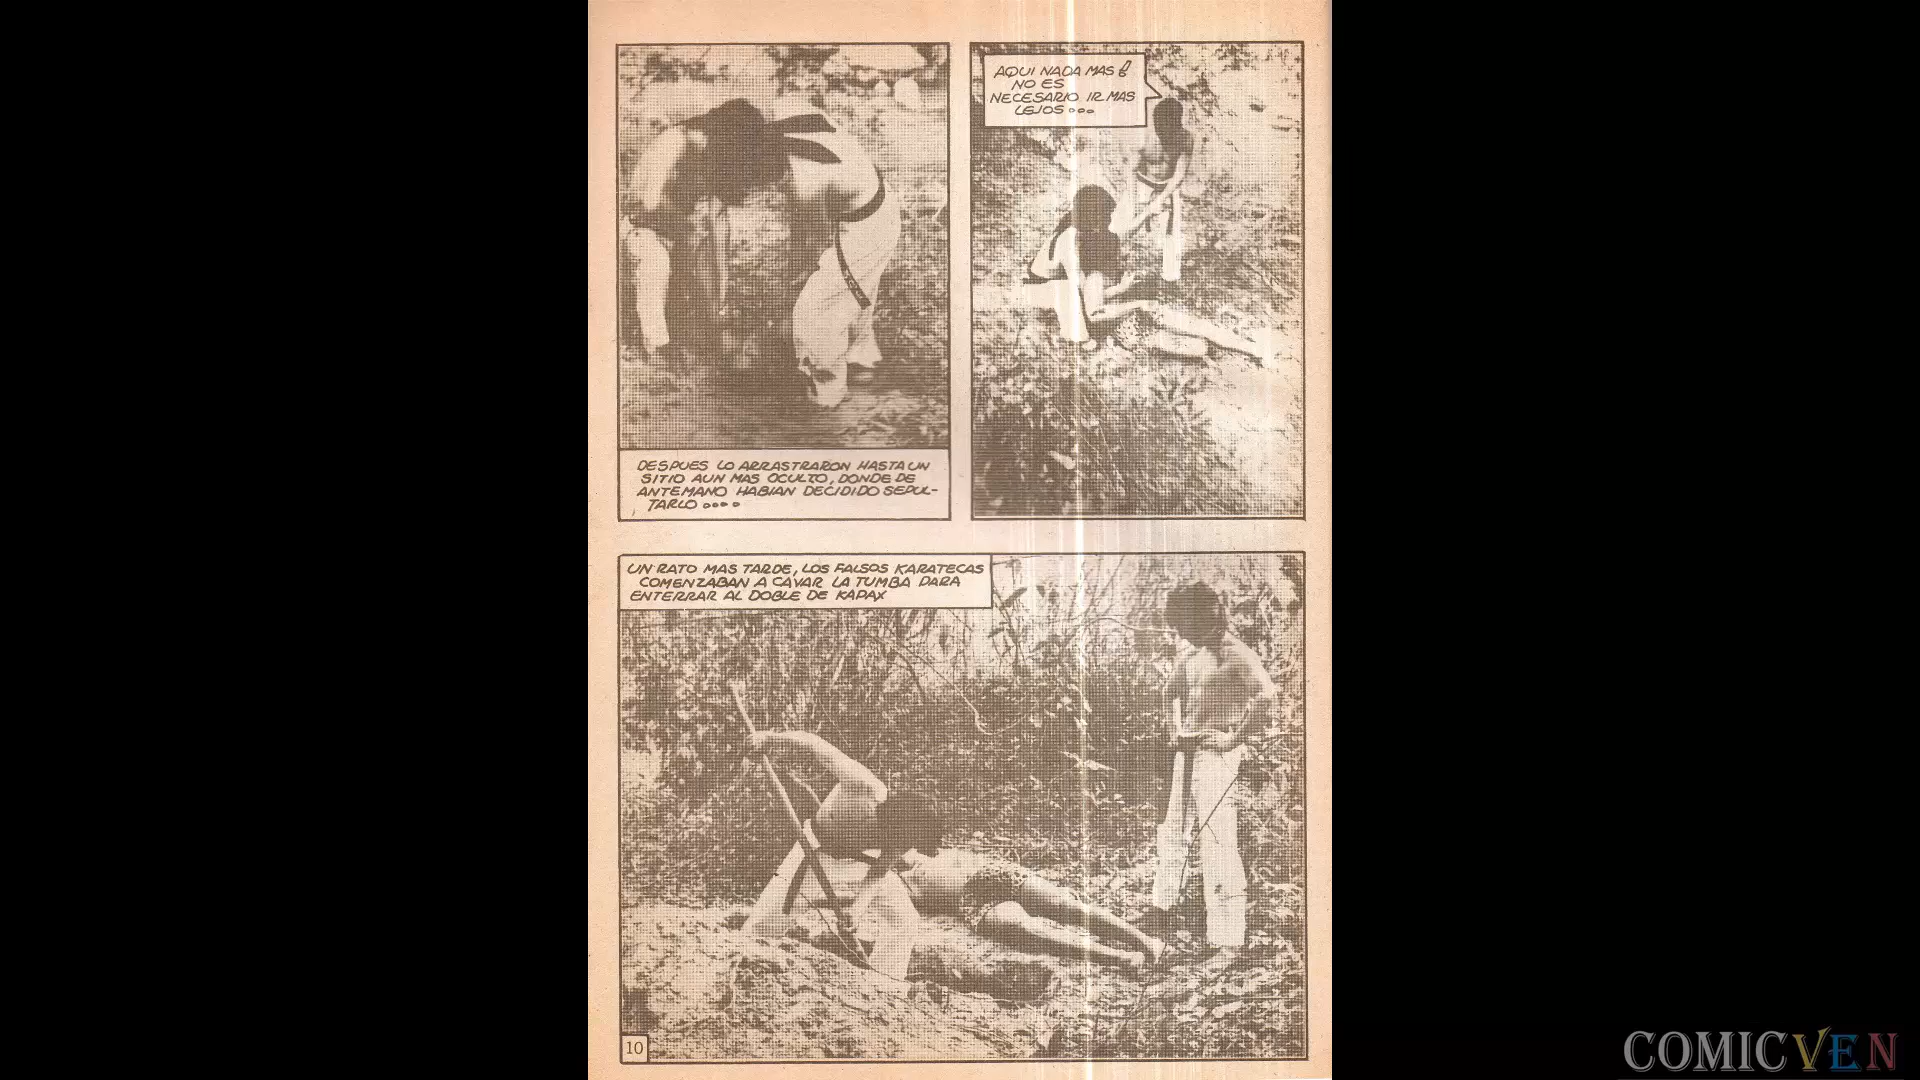 DESPUES LO ARRASTRARON HASTA UN
SITIO AUN MAS OCULTO, DONDE DE
ANTEMANO HABIAN DECIDIDO SEPUL-
TARLO....
AQUI NADA MAS!
NO ES
NECESARIO IR MAS
LEJOS...
UN RATO MAS TARDE, LOS FALSOS KARATECAS
COMENZABAN A CAVAR LA TUMBA PARA
ENTERRAR AL DOBLE DE KAPAX
10
COMICVEN